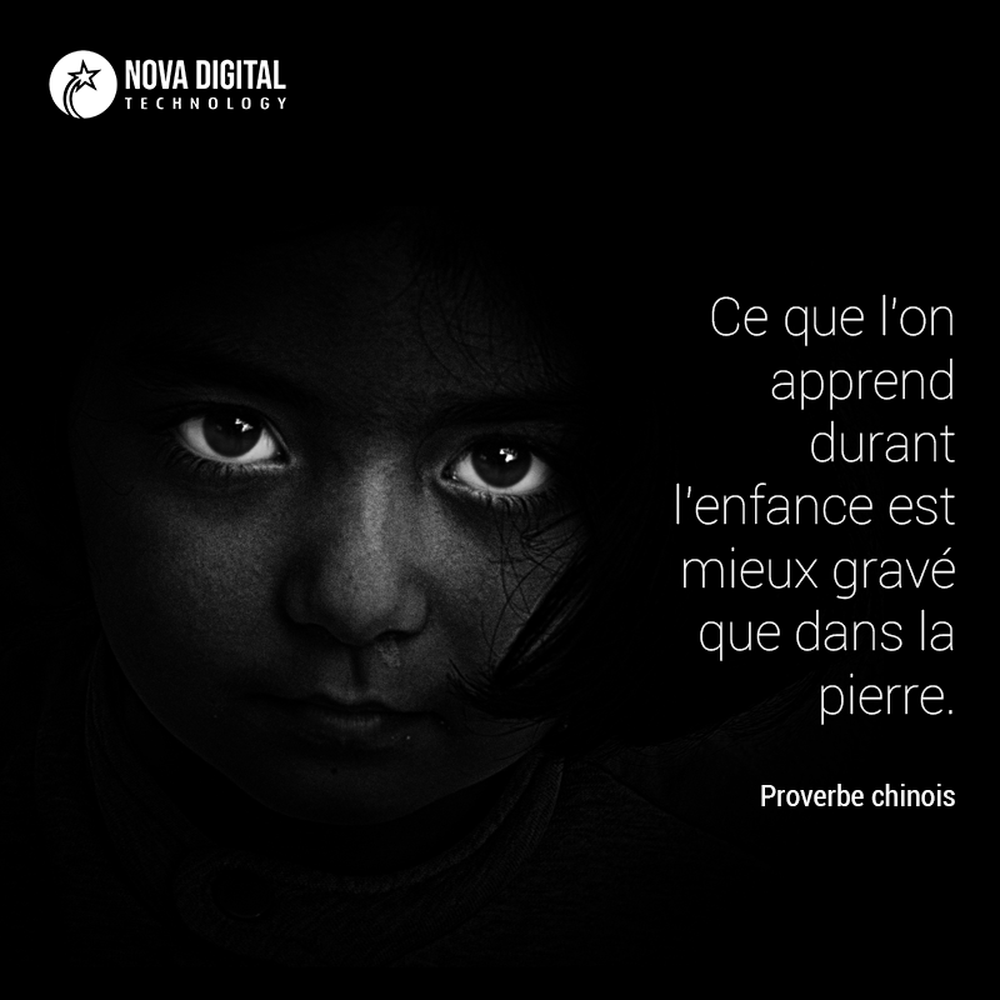 NOVA DIGITAL
TECHNOLOGY
Ce que l'on
apprend
durant
l'enfance est
mieux gravé
que dans la
pierre.
Proverbe chinois